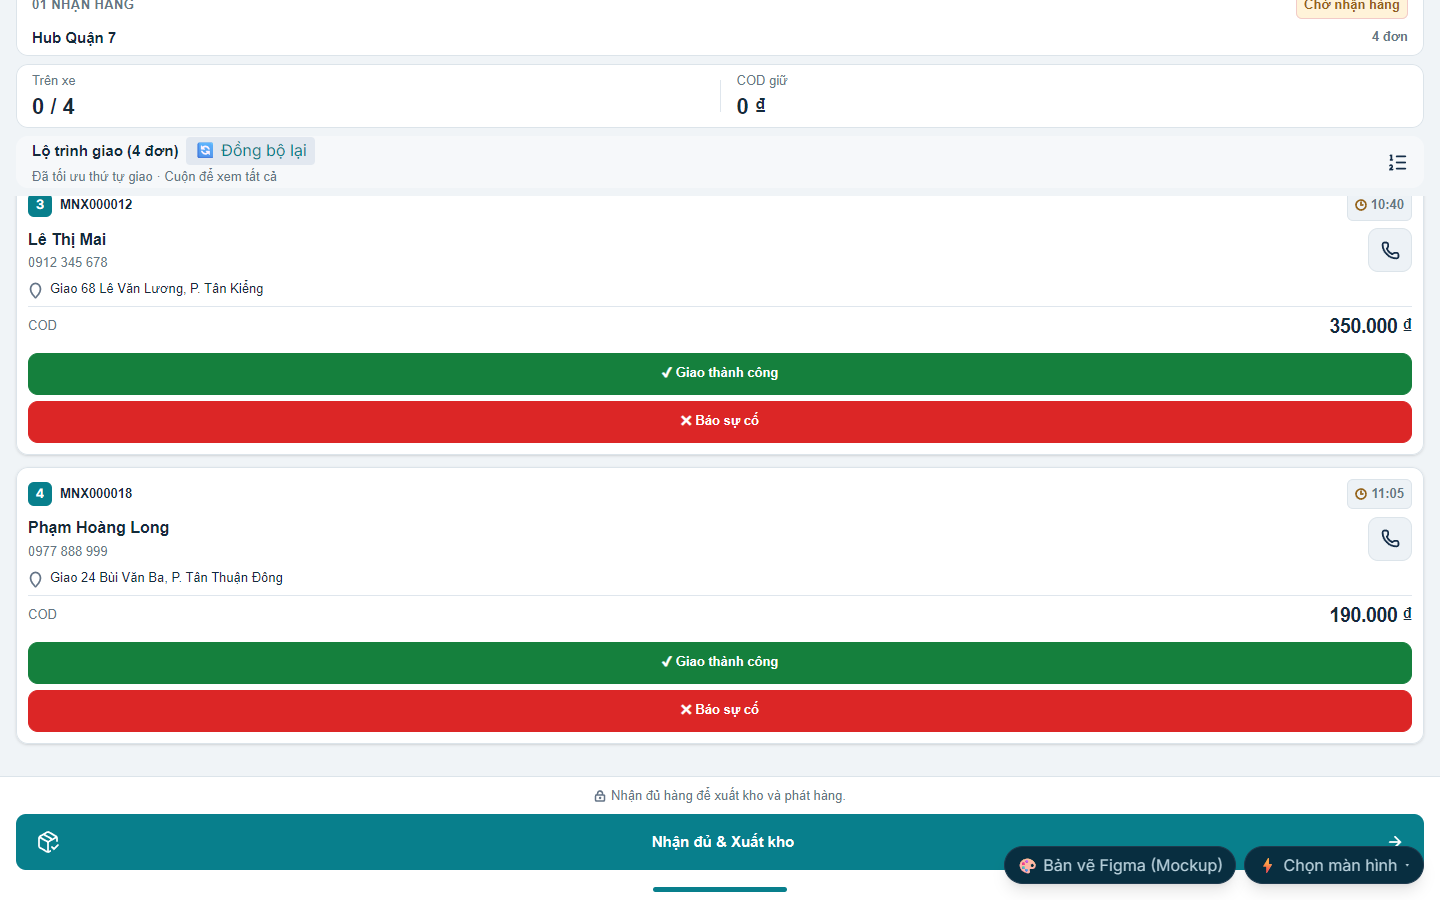 01 NHẬN HÀNG
Chờ nhận hàng
Hub Quận 7
4 đơn
Trên xe
COD giữ
0 / 4
0 ₫
Lộ trình giao (4 đơn)
Đồng bộ lại
Đã tối ưu thứ tự giao · Cuộn để xem tất cả
3 MNX000012
10:40
Lê Thị Mai
0912 345 678
Giao 68 Lê Văn Lương, P. Tân Kiểng
COD
350.000 ₫
✓ Giao thành công
✕ Báo sự cố
4 MNX000018
11:05
Phạm Hoàng Long
0977 888 999
Giao 24 Bùi Văn Ba, P. Tân Thuận Đông
COD
190.000 ₫
✓ Giao thành công
✕ Báo sự cố
Nhận đủ hàng để xuất kho và phát hàng.
Nhận đủ & Xuất kho
Bản vẽ Figma (Mockup)
Chọn màn hình ·